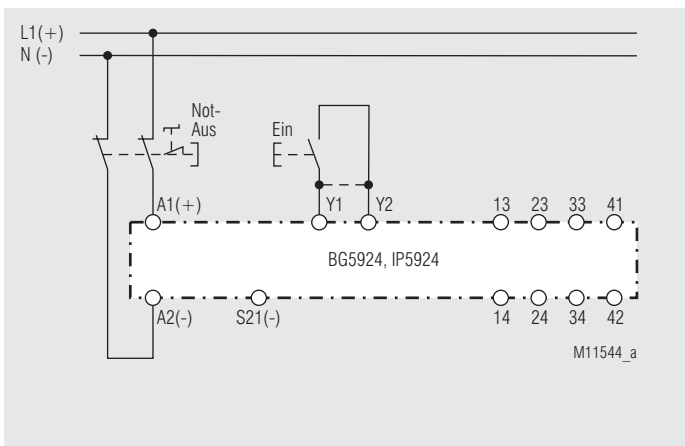 L1(+)
N (-)
Not-
Aus
Ein
A1(+)
Y1
Y2
13
23
33
41
BG5924, IP5924
A2(-)
S21(-)
14
24
34
42
M11544_a